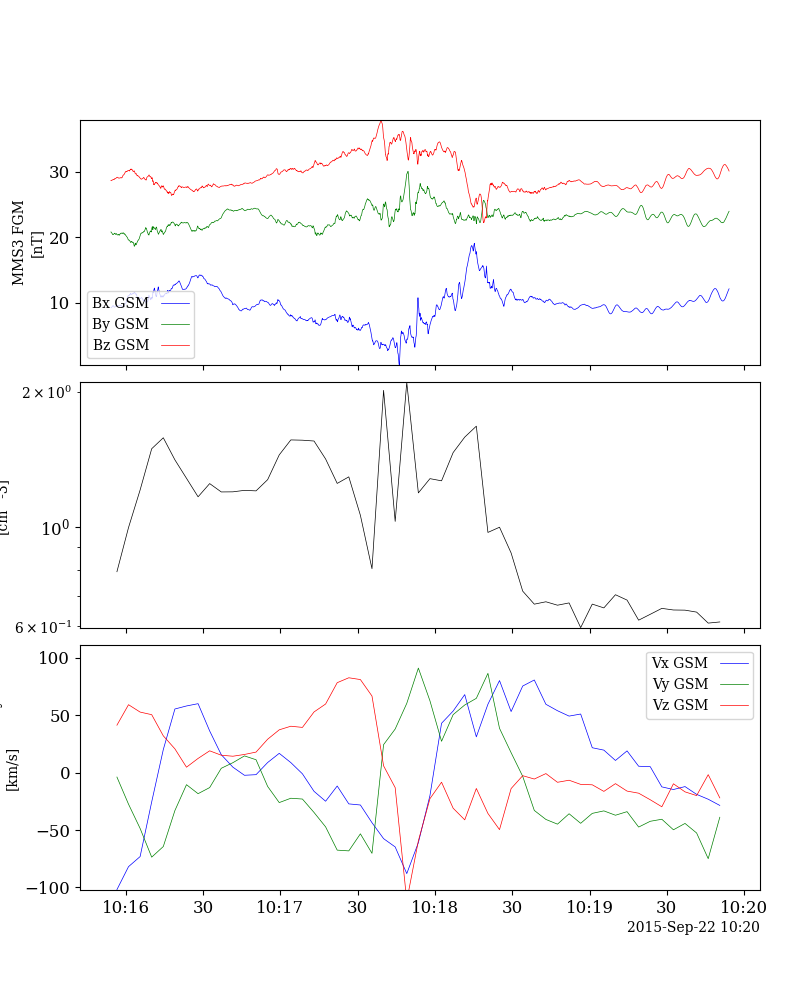 MMS3 FGM
[nT]
30
20
10
Bx GSM
By GSM
Bz GSM
2 × 10⁰
10⁰
6 × 10⁻¹
100
50
0
−50
−100
[km/s]
Vx GSM
Vy GSM
Vz GSM
10:16 30 10:17 30 10:18 30 10:19 30 10:20
2015-Sep-22 10:20